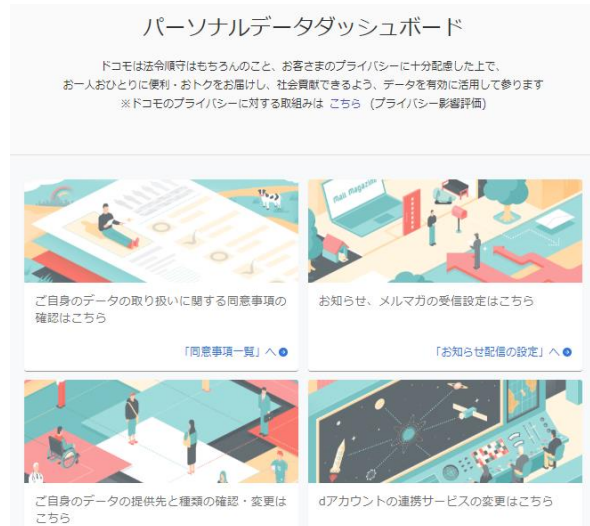 パーソナルデータダッシュボード
ドコモは法令順守はもちろんのこと、お客さまのプライバシーに十分配慮した上で、
お一人おひとりに便利・おトクをお届けし、社会貢献できるよう、データを有効に活用して参ります
※ドコモのプライバシーに対する取組みは こちら (プライバシー影響評価)
Mail Magazine
ご自身のデータの取り扱いに関する同意事項の
確認はこちら
「同意事項一覧」へ
お知らせ、メルマガの受信設定はこちら
「お知らせ配信の設定」へ
ご自身のデータの提供先と種類の確認・変更は
こちら
dアカウントの連携サービスの変更はこちら